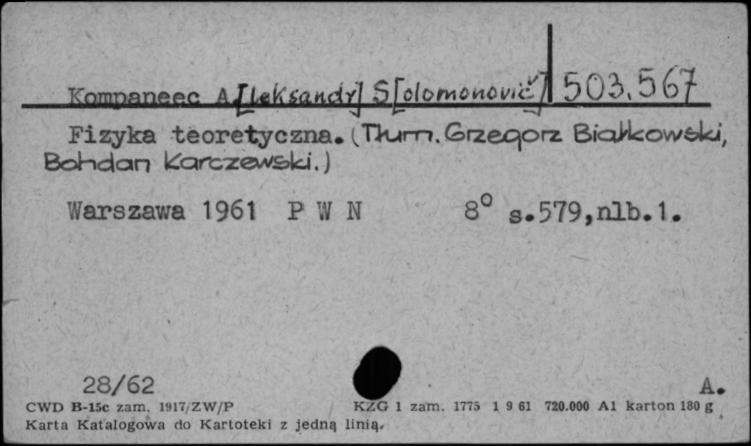 Kompaneec A[leksandr] S[olomonovič] 503.567
Fizyka teoretyczna. (Tłum. Grzegorz Białkowski,
Bohdan Karczewski.)
Warszawa 1961 P W N 8° s.579,nlb.1.
28/62 A.
CWD B-15c zam. 1917/ZW/P KZG 1 zam. 1775 1 9 61 720.000 A1 karton 180 g
Karta Katalogowa do Kartoteki z jedną linią.